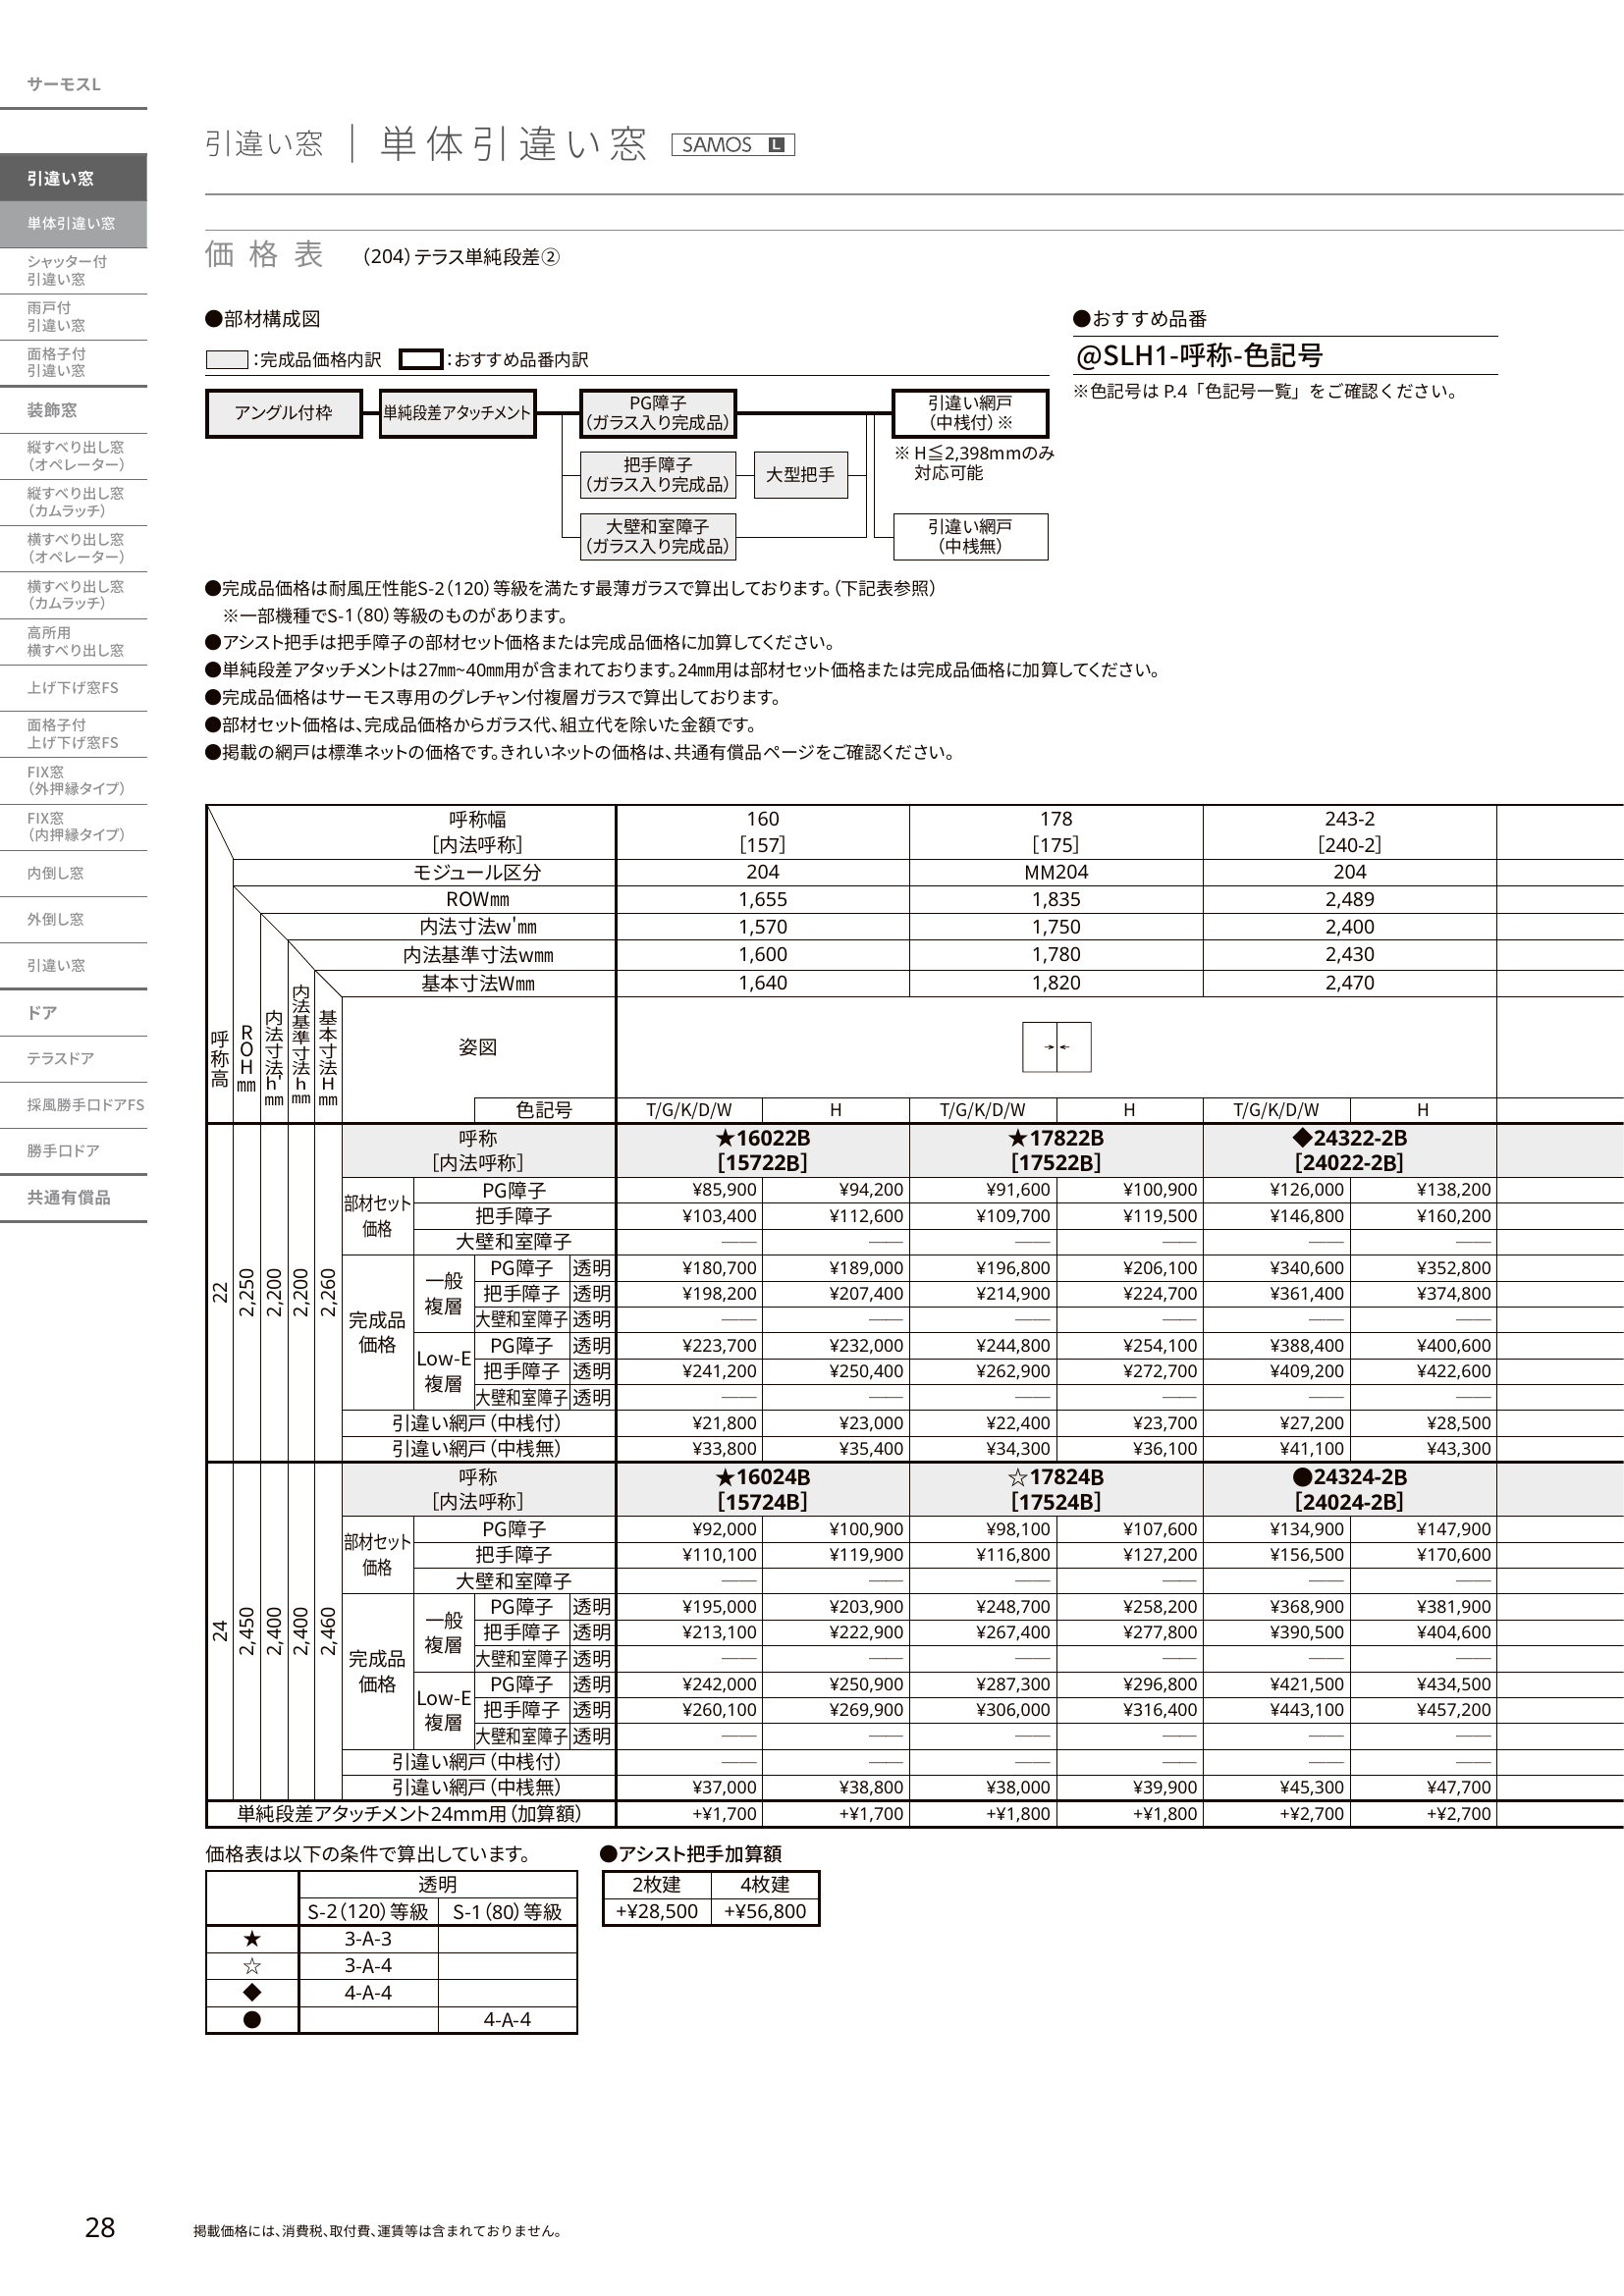 サーモスL
引違い窓
単体引違い窓
シャッター付
引違い窓
雨戸付
引違い窓
面格子付
引違い窓
装飾窓
縦すべり出し窓
(オペレーター)
縦すべり出し窓
(カムラッチ)
横すべり出し窓
(オペレーター)
横すべり出し窓
(カムラッチ)
高所用
横すべり出し窓
上げ下げ窓FS
面格子付
上げ下げ窓FS
FIX窓
(外押縁タイプ)
FIX窓
(内押縁タイプ)
内倒し窓
外倒し窓
引違い窓
ドア
テラスドア
採風勝手口ドアFS
勝手口ドア
共通有償品
引違い窓 | 単体引違い窓 SAMOS L
価格表 (204)テラス単純段差②
●部材構成図
:完成品価格内訳 :おすすめ品番内訳
アングル付枠 単純段差アタッチメント
PG障子
(ガラス入り完成品)
引違い網戸
(中桟付)※
※H≦2,398mmのみ
対応可能
把手障子
(ガラス入り完成品)
大型把手
大壁和室障子
(ガラス入り完成品)
引違い網戸
(中桟無)
●おすすめ品番
@SLH1-呼称-色記号
※色記号は P.4「色記号一覧」をご確認ください。
●完成品価格は耐風圧性能S-2(120)等級を満たす最薄ガラスで算出しております。(下記表参照)
※一部機種でS-1(80)等級のものがあります。
●アシスト把手は把手障子の部材セット価格または完成品価格に加算してください。
●単純段差アタッチメントは27㎜~40㎜用が含まれております。24㎜用は部材セット価格または完成品価格に加算してください。
●完成品価格はサーモス専用のグレチャン付複層ガラスで算出しております。
●部材セット価格は、完成品価格からガラス代、組立代を除いた金額です。
●掲載の網戸は標準ネットの価格です。きれいネットの価格は、共通有償品ページをご確認ください。
呼称幅 160 178 243-2
[内法呼称] [157] [175] [240-2]
モジュール区分 204 MM204 204
ROW㎜ 1,655 1,835 2,489
内法寸法w'㎜ 1,570 1,750 2,400
内法基準寸法w㎜ 1,600 1,780 2,430
基本寸法W㎜ 1,640 1,820 2,470
呼称高 ROH㎜ 内法寸法h'㎜ 内法基準寸法h㎜ 基本寸法H㎜
姿図
色記号 T/G/K/D/W H T/G/K/D/W H T/G/K/D/W H
22 2,250 2,200 2,200 2,260
呼称 ★16022B ★17822B ◆24322-2B
[内法呼称] [15722B] [17522B] [24022-2B]
部材セット価格
PG障子 ¥85,900 ¥94,200 ¥91,600 ¥100,900 ¥126,000 ¥138,200
把手障子 ¥103,400 ¥112,600 ¥109,700 ¥119,500 ¥146,800 ¥160,200
大壁和室障子 —— —— —— —— —— ——
完成品価格
一般複層
PG障子 透明 ¥180,700 ¥189,000 ¥196,800 ¥206,100 ¥340,600 ¥352,800
把手障子 透明 ¥198,200 ¥207,400 ¥214,900 ¥224,700 ¥361,400 ¥374,800
大壁和室障子 透明 —— —— —— —— —— ——
Low-E複層
PG障子 透明 ¥223,700 ¥232,000 ¥244,800 ¥254,100 ¥388,400 ¥400,600
把手障子 透明 ¥241,200 ¥250,400 ¥262,900 ¥272,700 ¥409,200 ¥422,600
大壁和室障子 透明 —— —— —— —— —— ——
引違い網戸(中桟付) ¥21,800 ¥23,000 ¥22,400 ¥23,700 ¥27,200 ¥28,500
引違い網戸(中桟無) ¥33,800 ¥35,400 ¥34,300 ¥36,100 ¥41,100 ¥43,300
24 2,450 2,400 2,400 2,460
呼称 ★16024B ☆17824B ●24324-2B
[内法呼称] [15724B] [17524B] [24024-2B]
部材セット価格
PG障子 ¥92,000 ¥100,900 ¥98,100 ¥107,600 ¥134,900 ¥147,900
把手障子 ¥110,100 ¥119,900 ¥116,800 ¥127,200 ¥156,500 ¥170,600
大壁和室障子 —— —— —— —— —— ——
完成品価格
一般複層
PG障子 透明 ¥195,000 ¥203,900 ¥248,700 ¥258,200 ¥368,900 ¥381,900
把手障子 透明 ¥213,100 ¥222,900 ¥267,400 ¥277,800 ¥390,500 ¥404,600
大壁和室障子 透明 —— —— —— —— —— ——
Low-E複層
PG障子 透明 ¥242,000 ¥250,900 ¥287,300 ¥296,800 ¥421,500 ¥434,500
把手障子 透明 ¥260,100 ¥269,900 ¥306,000 ¥316,400 ¥443,100 ¥457,200
大壁和室障子 透明 —— —— —— —— —— ——
引違い網戸(中桟付) —— —— —— —— —— ——
引違い網戸(中桟無) ¥37,000 ¥38,800 ¥38,000 ¥39,900 ¥45,300 ¥47,700
単純段差アタッチメント24mm用(加算額) +¥1,700 +¥1,700 +¥1,800 +¥1,800 +¥2,700 +¥2,700
価格表は以下の条件で算出しています。
透明
S-2(120)等級 S-1(80)等級
★ 3-A-3
☆ 3-A-4
◆ 4-A-4
● 4-A-4
●アシスト把手加算額
2枚建 4枚建
+¥28,500 +¥56,800
28
掲載価格には、消費税、取付費、運賃等は含まれておりません。